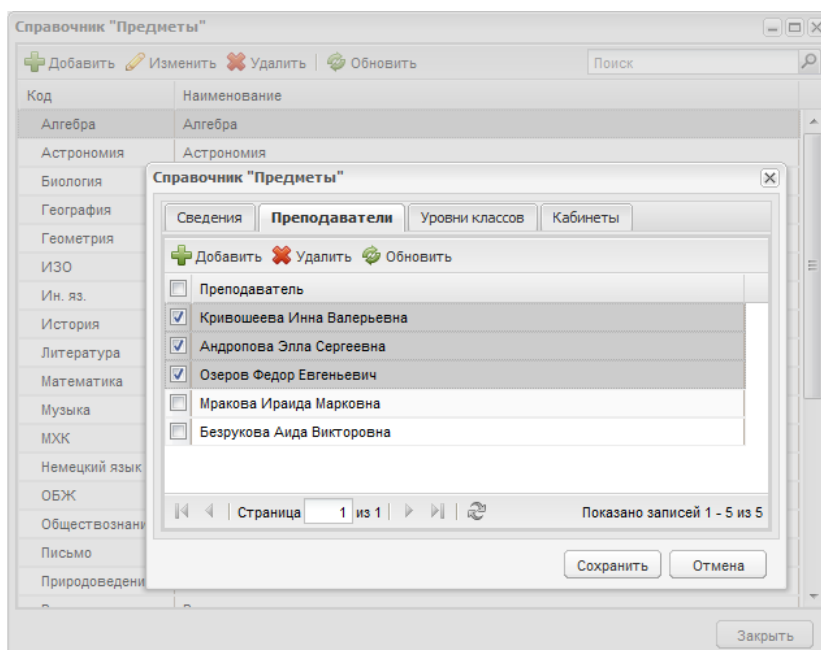 Справочник "Предметы"
Добавить Изменить Удалить Обновить Поиск
Код Наименование
Алгебра Алгебра
Астрономия Астрономия
Биология
География
Геометрия
ИЗО
Ин. яз.
История
Литература
Математика
Музыка
МХК
Немецкий язык
ОБЖ
Обществознани
Письмо
Природоведени
Справочник "Предметы"
Сведения Преподаватели Уровни классов Кабинеты
Добавить Удалить Обновить
Преподаватель
Кривошеева Инна Валерьевна
Андропова Элла Сергеевна
Озеров Федор Евгеньевич
Мракова Ираида Марковна
Безрукова Аида Викторовна
Страница 1 из 1 Показано записей 1 - 5 из 5
Сохранить Отмена
Закрыть